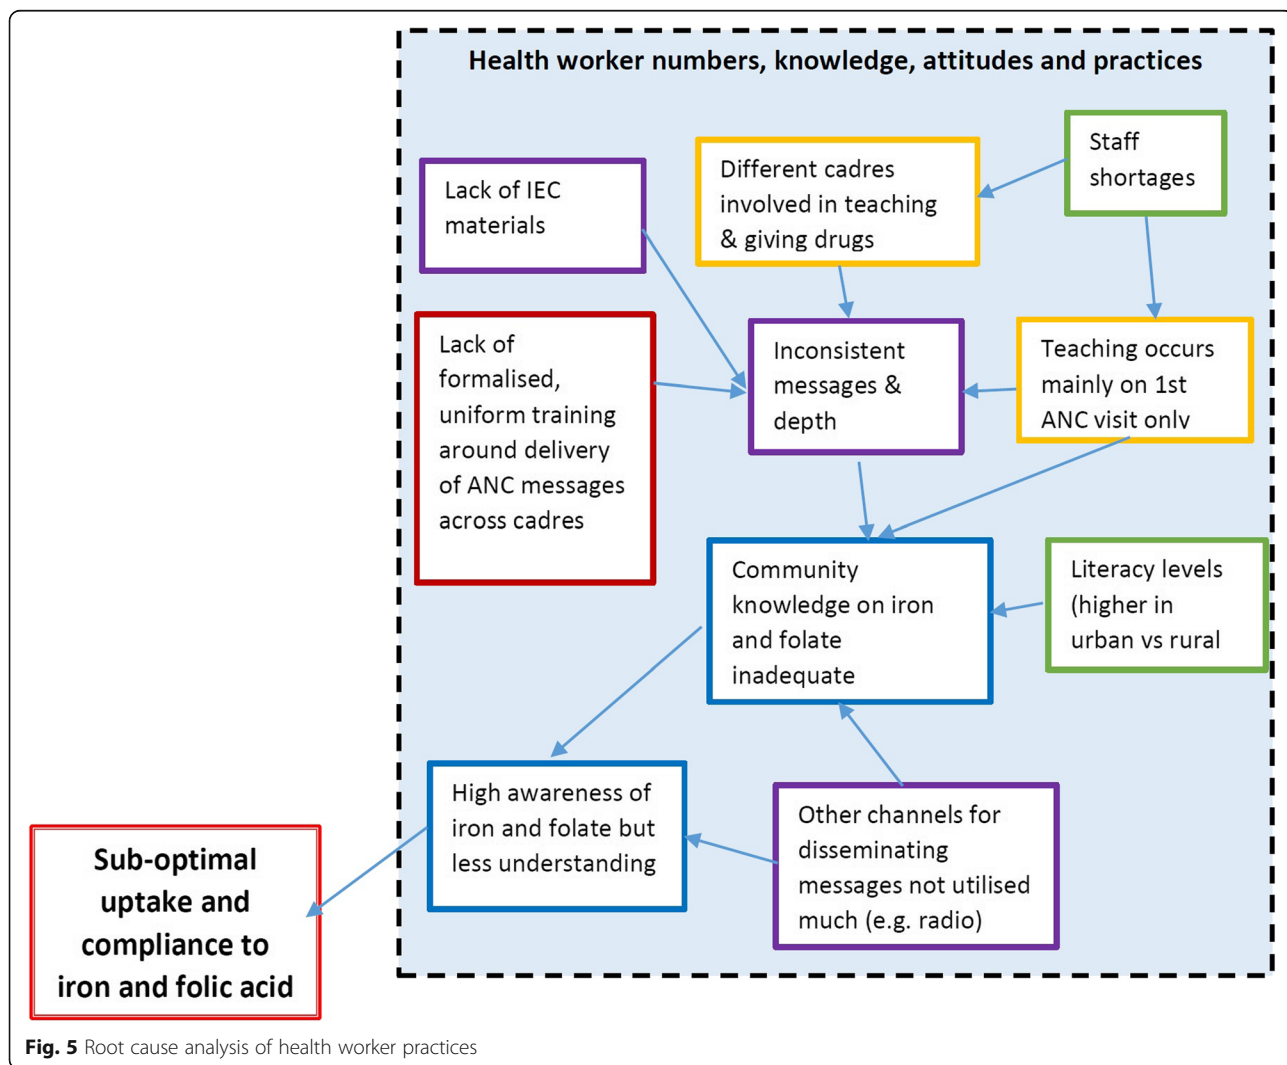 Health worker numbers, knowledge, attitudes and practices
Staff
shortages
Different cadres
involved in teaching
& giving drugs
Lack of IEC
materials
Lack of
formalised,
uniform training
around delivery
of ANC messages
across cadres
Inconsistent
messages &
depth
Teaching occurs
mainly on 1st
ANC visit only
Community
knowledge on iron
and folate
inadequate
Literacy levels
(higher in
urban vs rural
High awareness of
iron and folate but
less understanding
Other channels for
disseminating
messages not utilised
much (e.g. radio)
Sub-optimal
uptake and
compliance to
iron and folic acid
Fig. 5 Root cause analysis of health worker practices